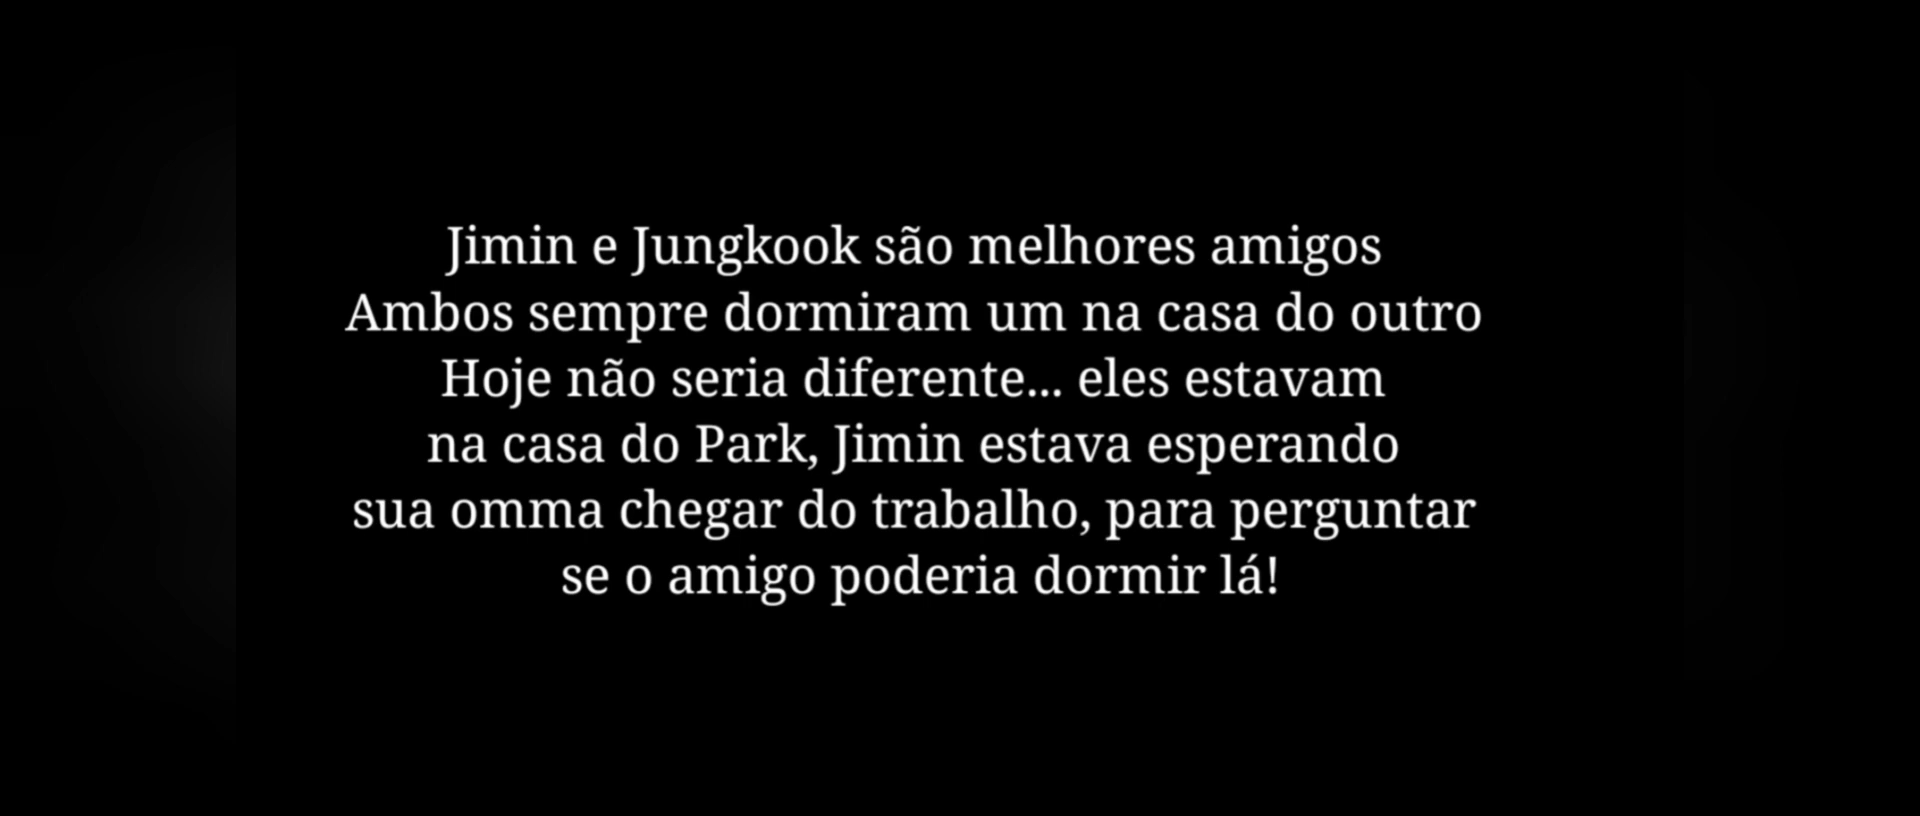 Jimin e Jungkook são melhores amigos
Ambos sempre dormiram um na casa do outro
Hoje não seria diferente... eles estavam
na casa do Park, Jimin estava esperando
sua omma chegar do trabalho, para perguntar
se o amigo poderia dormir lá!